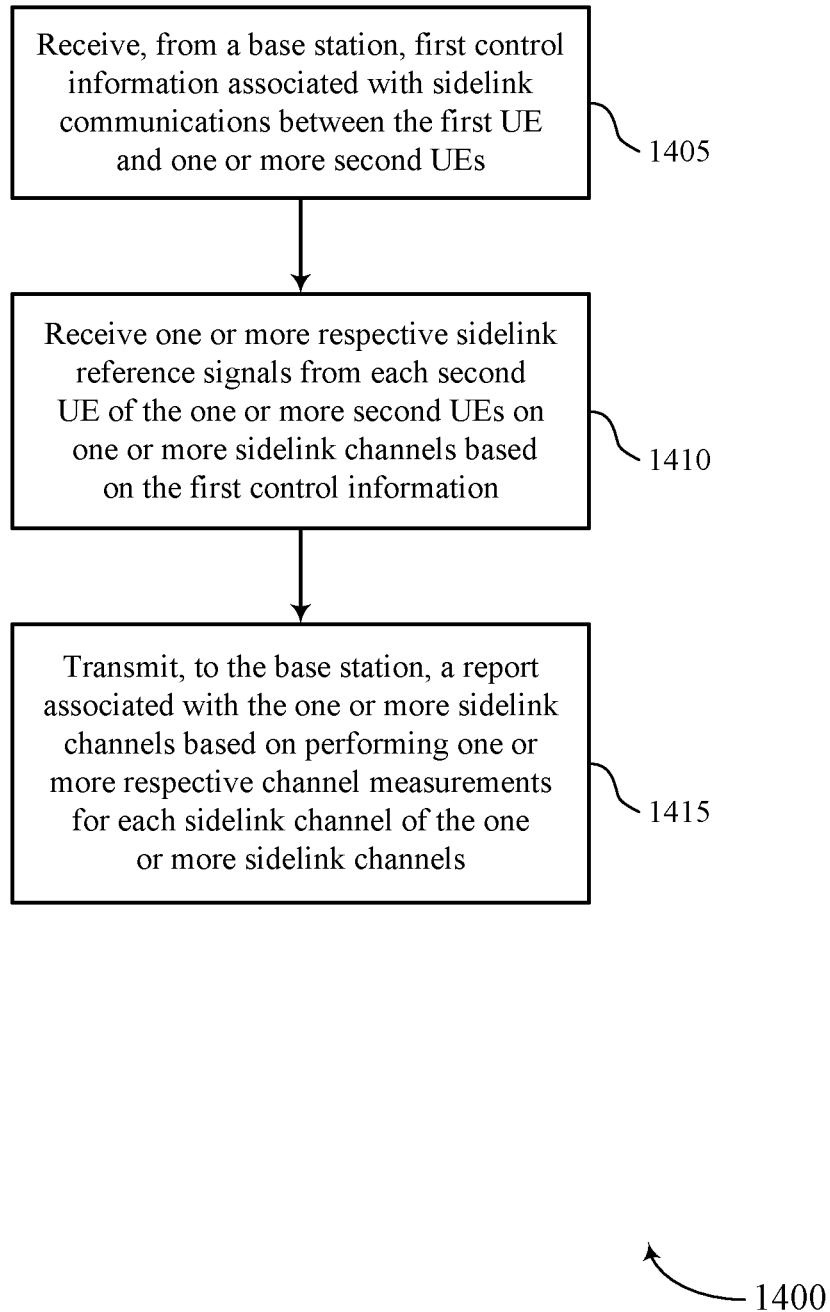 Receive, from a base station, first control
information associated with sidelink
communications between the first UE
and one or more second UEs
1405
Receive one or more respective sidelink
reference signals from each second
UE of the one or more second UEs on
one or more sidelink channels based
on the first control information
1410
Transmit, to the base station, a report
associated with the one or more sidelink
channels based on performing one or
more respective channel measurements
for each sidelink channel of the one
or more sidelink channels
1415
1400